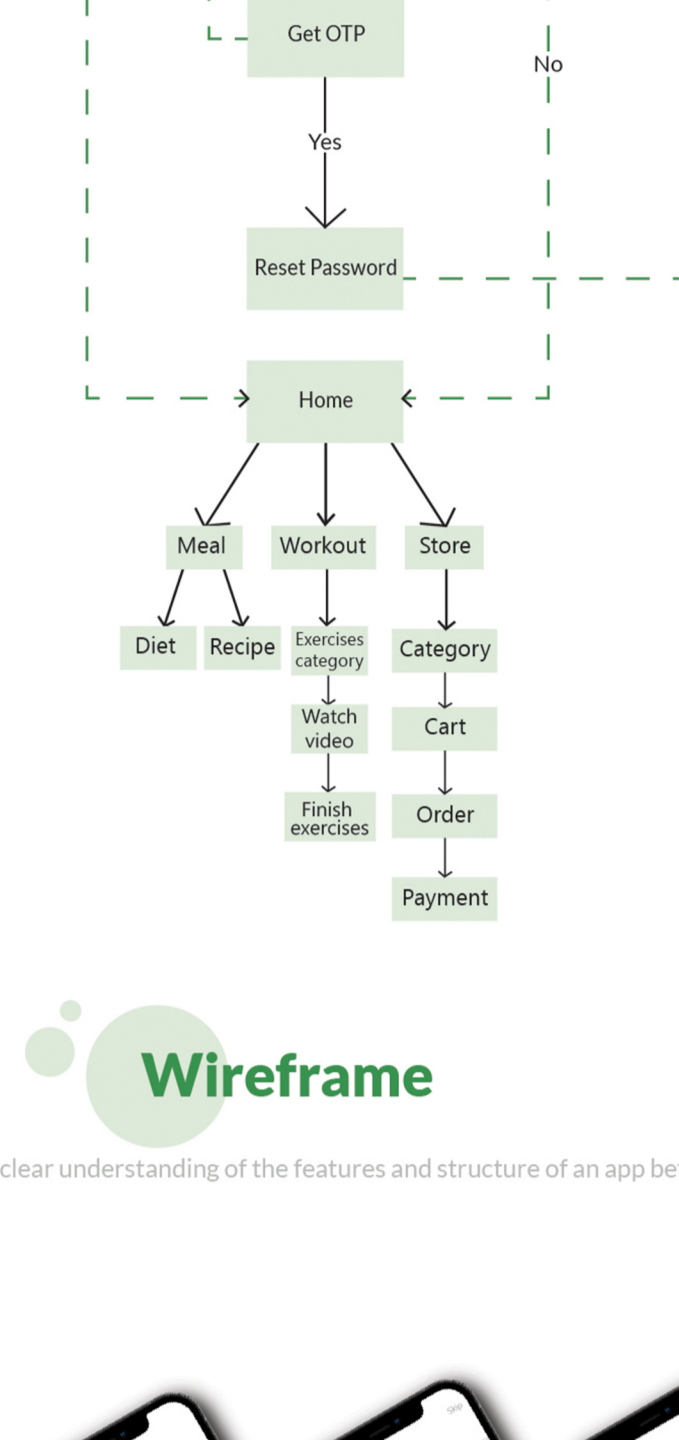 Get OTP
No
Yes
Reset Password
Home
Meal
Workout
Store
Diet
Recipe
Exercises
category
Category
Watch
video
Cart
Finish
exercises
Order
Payment
Wireframe
clear understanding of the features and structure of an app be
Skip